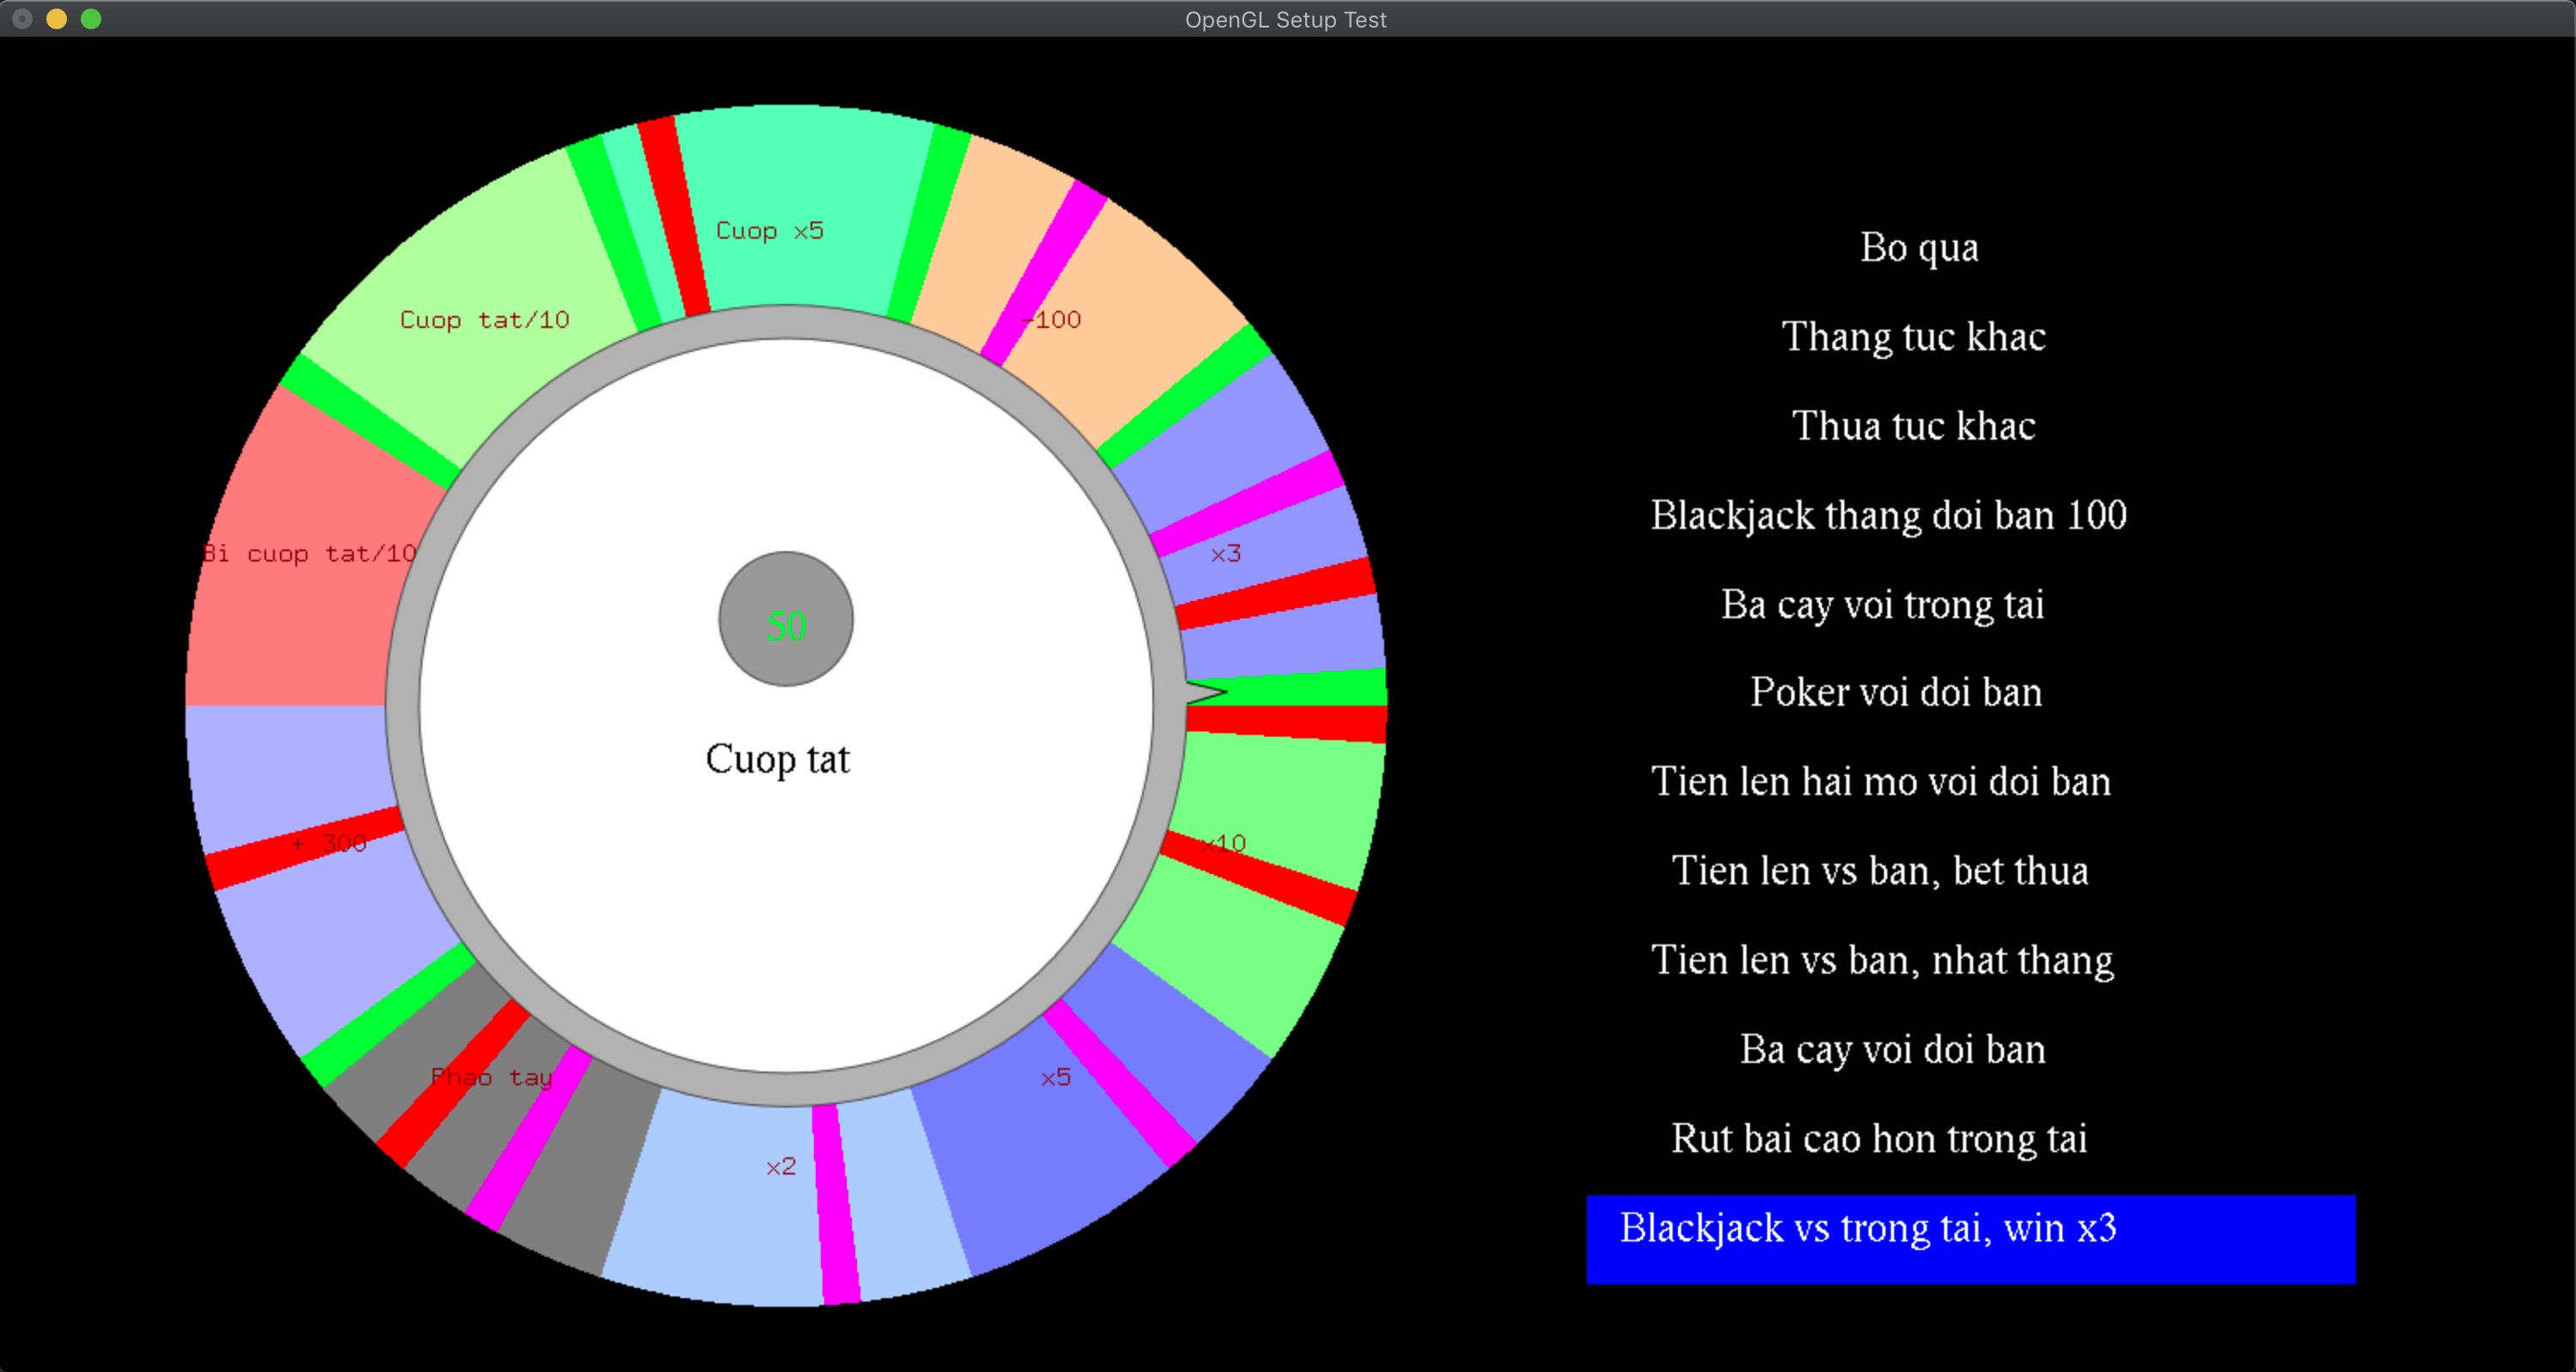 OpenGL Setup Test
Cuop x5
Cuop tat/10
-100
Bi cuop tat/10
x3
50
Cuop tat
+ 300
x10
Phao tay
x5
x2
Bo qua
Thang tuc khac
Thua tuc khac
Blackjack thang doi ban 100
Ba cay voi trong tai
Poker voi doi ban
Tien len hai mo voi doi ban
Tien len vs ban, bet thua
Tien len vs ban, nhat thang
Ba cay voi doi ban
Rut bai cao hon trong tai
Blackjack vs trong tai, win x3